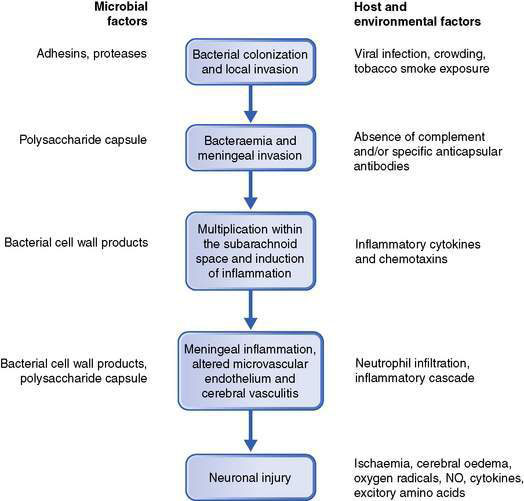 Microbial
factors
Host and
environmental factors
Adhesins, proteases
Bacterial colonization
and local invasion
Viral infection, crowding,
tobacco smoke exposure
Polysaccharide capsule
Bacteraemia and
meningeal invasion
Absence of complement
and/or specific anticapsular
antibodies
Bacterial cell wall products
Multiplication within
the subarachnoid
space and induction
of inflammation
Inflammatory cytokines
and chemotaxins
Bacterial cell wall products,
polysaccharide capsule
Meningeal inflammation,
altered microvascular
endothelium and
cerebral vasculitis
Neutrophil infiltration,
inflammatory cascade
Neuronal injury
Ischaemia, cerebral oedema,
oxygen radicals, NO, cytokines,
excitory amino acids